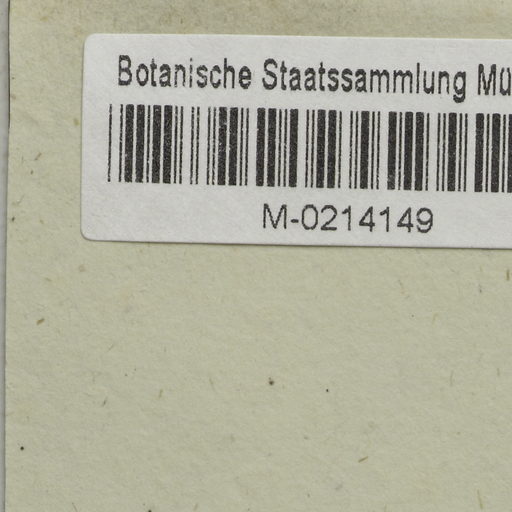 Botanische Staatssammlung Mü
M-0214149